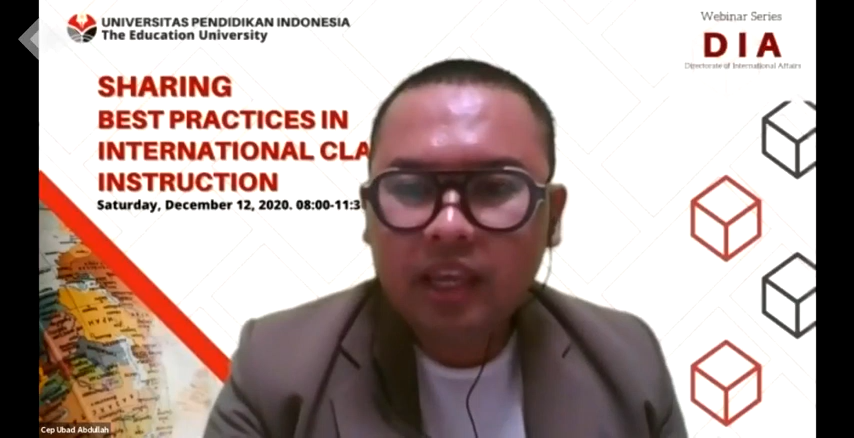 UNIVERSITAS PENDIDIKAN INDONESIA
The Education University
Webinar Series
DIA
Directorate of International Affairs
SHARING
BEST PRACTICES IN
INTERNATIONAL CLA
INSTRUCTION
Saturday, December 12, 2020. 08:00-11:3
Cep Ubad Abdullah